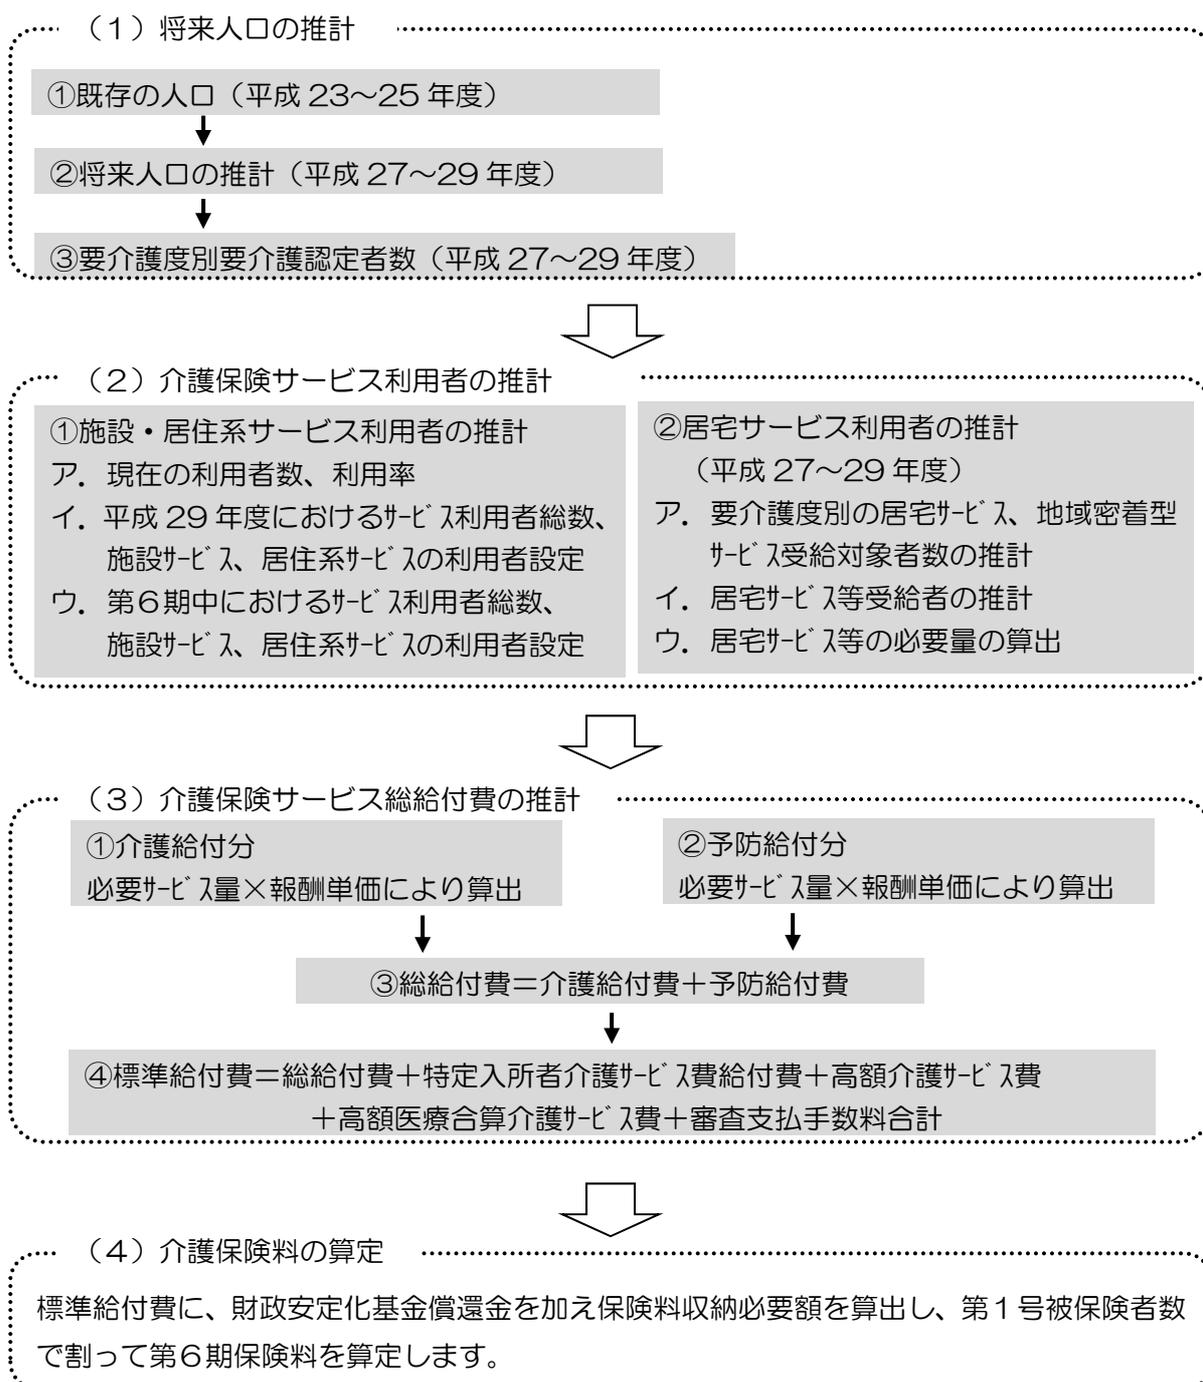 （１）将来人口の推計
①既存の人口（平成 23～25 年度）
②将来人口の推計（平成 27～29 年度）
③要介護度別要介護認定者数（平成 27～29 年度）
（２）介護保険サービス利用者の推計
①施設・居住系サービス利用者の推計
ア．現在の利用者数、利用率
イ．平成 29 年度におけるｻｰﾋﾞｽ利用者総数、
施設ｻｰﾋﾞｽ、居住系ｻｰﾋﾞｽの利用者設定
ウ．第６期中におけるｻｰﾋﾞｽ利用者総数、
施設ｻｰﾋﾞｽ、居住系ｻｰﾋﾞｽの利用者設定
②居宅サービス利用者の推計
（平成 27～29 年度）
ア．要介護度別の居宅ｻｰﾋﾞｽ、地域密着型
ｻｰﾋﾞｽ受給対象者数の推計
イ．居宅ｻｰﾋﾞｽ等受給者の推計
ウ．居宅ｻｰﾋﾞｽ等の必要量の算出
（３）介護保険サービス総給付費の推計
①介護給付分
必要ｻｰﾋﾞｽ量×報酬単価により算出
②予防給付分
必要ｻｰﾋﾞｽ量×報酬単価により算出
③総給付費＝介護給付費＋予防給付費
④標準給付費＝総給付費＋特定入所者介護ｻｰﾋﾞｽ費給付費＋高額介護ｻｰﾋﾞｽ費
＋高額医療合算介護ｻｰﾋﾞｽ費＋審査支払手数料合計
（４）介護保険料の算定
標準給付費に、財政安定化基金償還金を加え保険料収納必要額を算出し、第１号被保険者数
で割って第６期保険料を算定します。